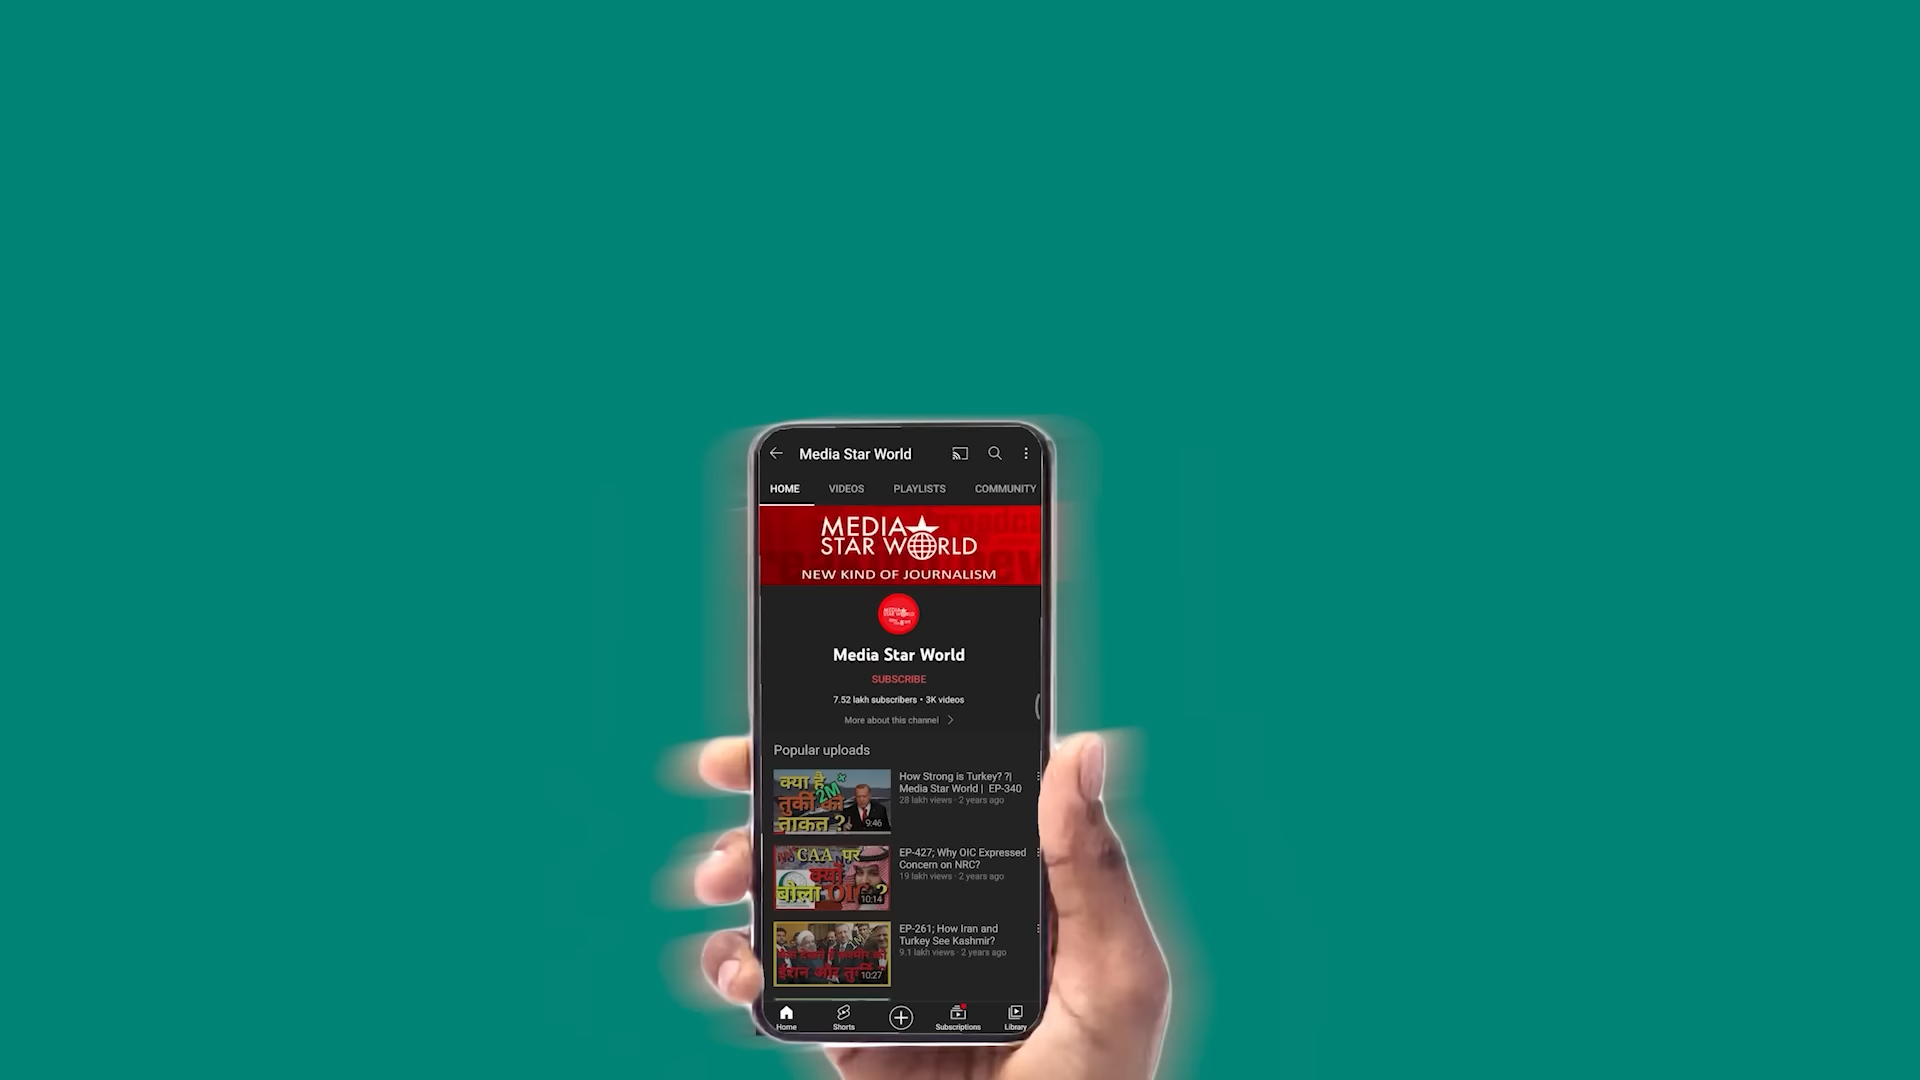 Media Star World
HOME VIDEOS PLAYLISTS COMMUNITY
MEDIA
STAR WORLD
NEW KIND OF JOURNALISM
Media Star World
SUBSCRIBE
7.52 lakh subscribers • 3K videos
More about this channel
Popular uploads
क्या है
2M+
तुर्की की
ताकत ?
9:46
How Strong is Turkey? ?|
Media Star World | EP-340
28 lakh views · 2 years ago
CAA पर
क्यों
बोला OIC ?
10:14
EP-427; Why OIC Expressed
Concern on NRC?
19 lakh views · 2 years ago
1M+
ईरान और तुर्की
10:27
EP-261; How Iran and
Turkey See Kashmir?
9.1 lakh views · 2 years ago
Home Shorts Subscriptions Library